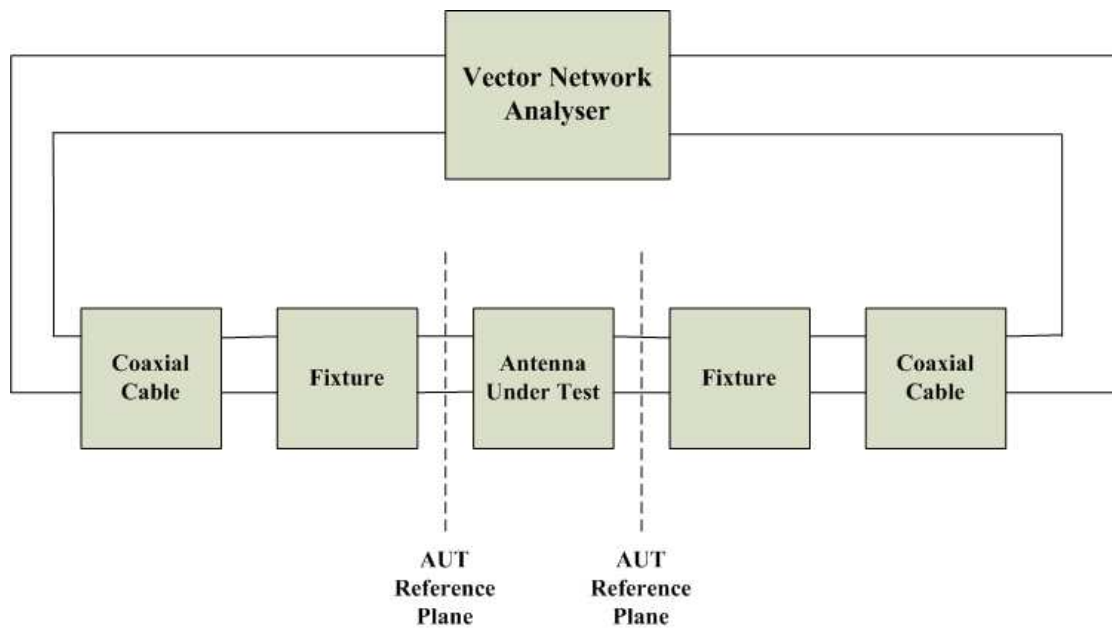 Vector Network
Analyser
Coaxial
Cable
Fixture
Antenna
Under Test
Fixture
Coaxial
Cable
AUT
Reference
Plane
AUT
Reference
Plane